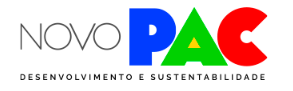 NOVO PAC
DESENVOLVIMENTO E SUSTENTABILIDADE